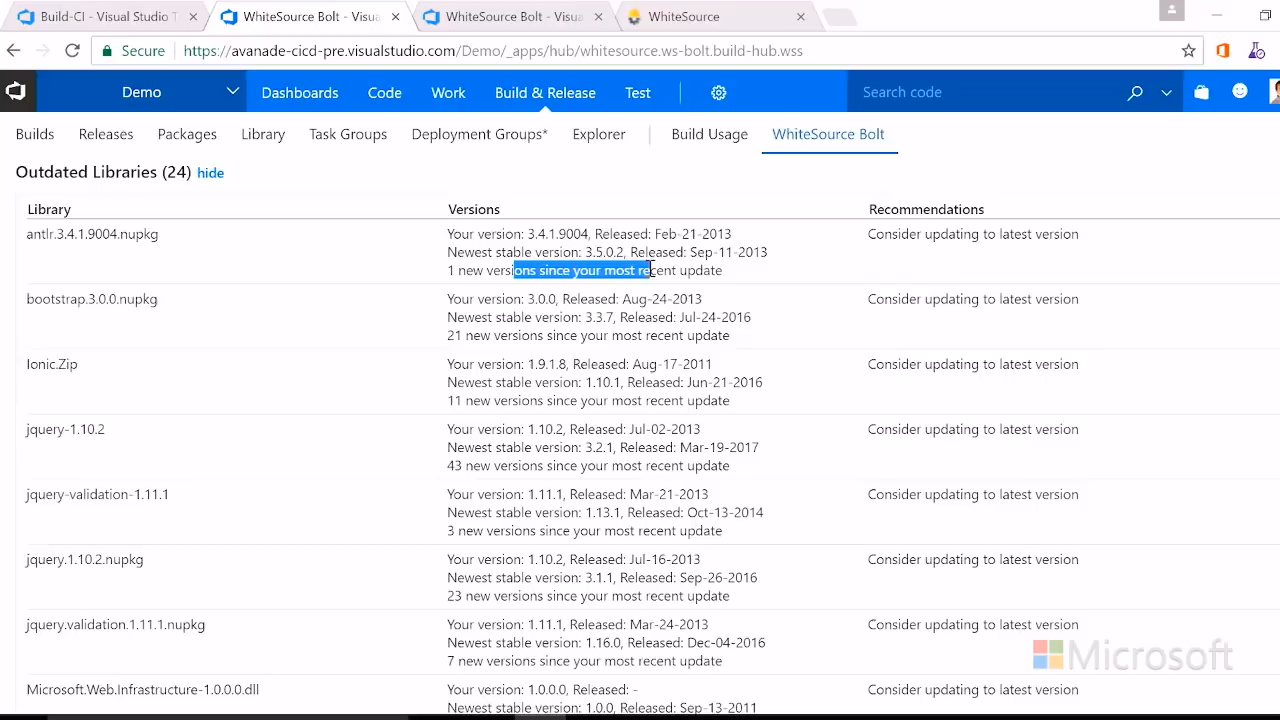 Build-CI - Visual Studio T
WhiteSource Bolt - Visua
WhiteSource Bolt - Visua
WhiteSource
Secure
https://avanade-cicd-pre.visualstudio.com/Demo/_apps/hub/whitesource.ws-bolt.build-hub.wss
Demo
Dashboards
Code
Work
Build & Release
Test
Search code
Builds
Releases
Packages
Library
Task Groups
Deployment Groups*
Explorer
Build Usage
WhiteSource Bolt
Outdated Libraries (24) hide
Library
Versions
Recommendations
antlr.3.4.1.9004.nupkg
Your version: 3.4.1.9004, Released: Feb-21-2013
Newest stable version: 3.5.0.2, Released: Sep-11-2013
1 new versions since your most recent update
Consider updating to latest version
bootstrap.3.0.0.nupkg
Your version: 3.0.0, Released: Aug-24-2013
Newest stable version: 3.3.7, Released: Jul-24-2016
21 new versions since your most recent update
Consider updating to latest version
Ionic.Zip
Your version: 1.9.1.8, Released: Aug-17-2011
Newest stable version: 1.10.1, Released: Jun-21-2016
11 new versions since your most recent update
Consider updating to latest version
jquery-1.10.2
Your version: 1.10.2, Released: Jul-02-2013
Newest stable version: 3.2.1, Released: Mar-19-2017
43 new versions since your most recent update
Consider updating to latest version
jquery-validation-1.11.1
Your version: 1.11.1, Released: Mar-21-2013
Newest stable version: 1.13.1, Released: Oct-13-2014
3 new versions since your most recent update
Consider updating to latest version
jquery.1.10.2.nupkg
Your version: 1.10.2, Released: Jul-16-2013
Newest stable version: 3.1.1, Released: Sep-26-2016
23 new versions since your most recent update
Consider updating to latest version
jquery.validation.1.11.1.nupkg
Your version: 1.11.1, Released: Mar-24-2013
Newest stable version: 1.16.0, Released: Dec-04-2016
7 new versions since your most recent update
Consider updating to latest version
Microsoft
Microsoft.Web.Infrastructure-1.0.0.0.dll
Your version: 1.0.0.0, Released: -
Newest stable version: 1.0.0, Released: Sep-13-2011
Consider updating to latest version